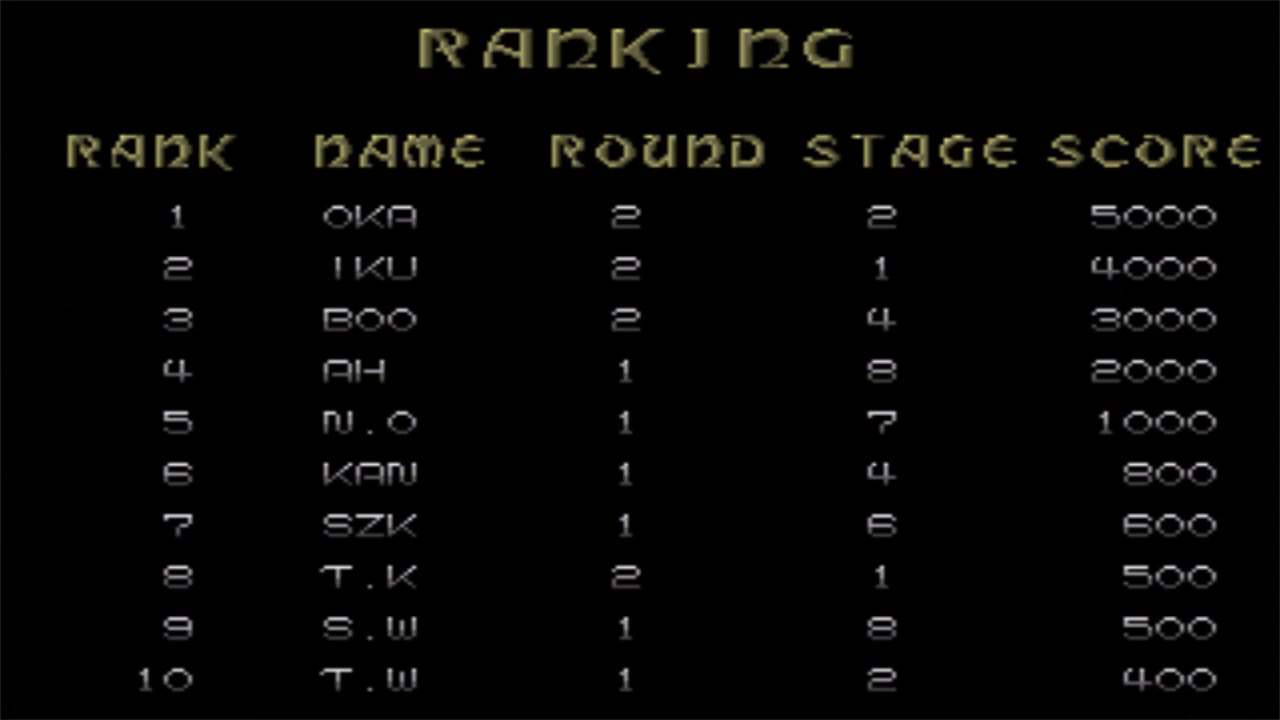 RANKING
RANK NAME ROUND STAGE SCORE
1 OKA 2 2 5000
2 IKU 2 1 4000
3 BOO 2 4 3000
4 AH 1 8 2000
5 N.O 1 7 1000
6 KAN 1 4 800
7 SZK 1 6 600
8 T.K 2 1 500
9 S.W 1 8 500
10 T.W 1 2 400